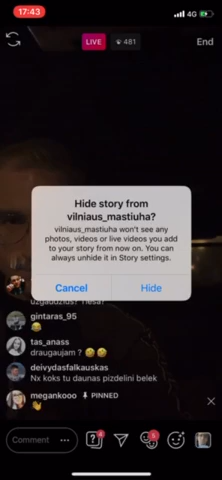 17:43
4G
LIVE
481
End
Hide story from
vilniaus_mastiuha?
vilniaus_mastiuha won't see any
photos, videos or live videos you add
to your story from now on. You can
always unhide it in Story settings.
Cancel
Hide
gintaras_95
😂
tas_anass
draugaujam ? 🤣🤣
deivydasfalkauskas
Nx koks tu daunas pizdelini belek
megankooo PINNED
👋
Comment